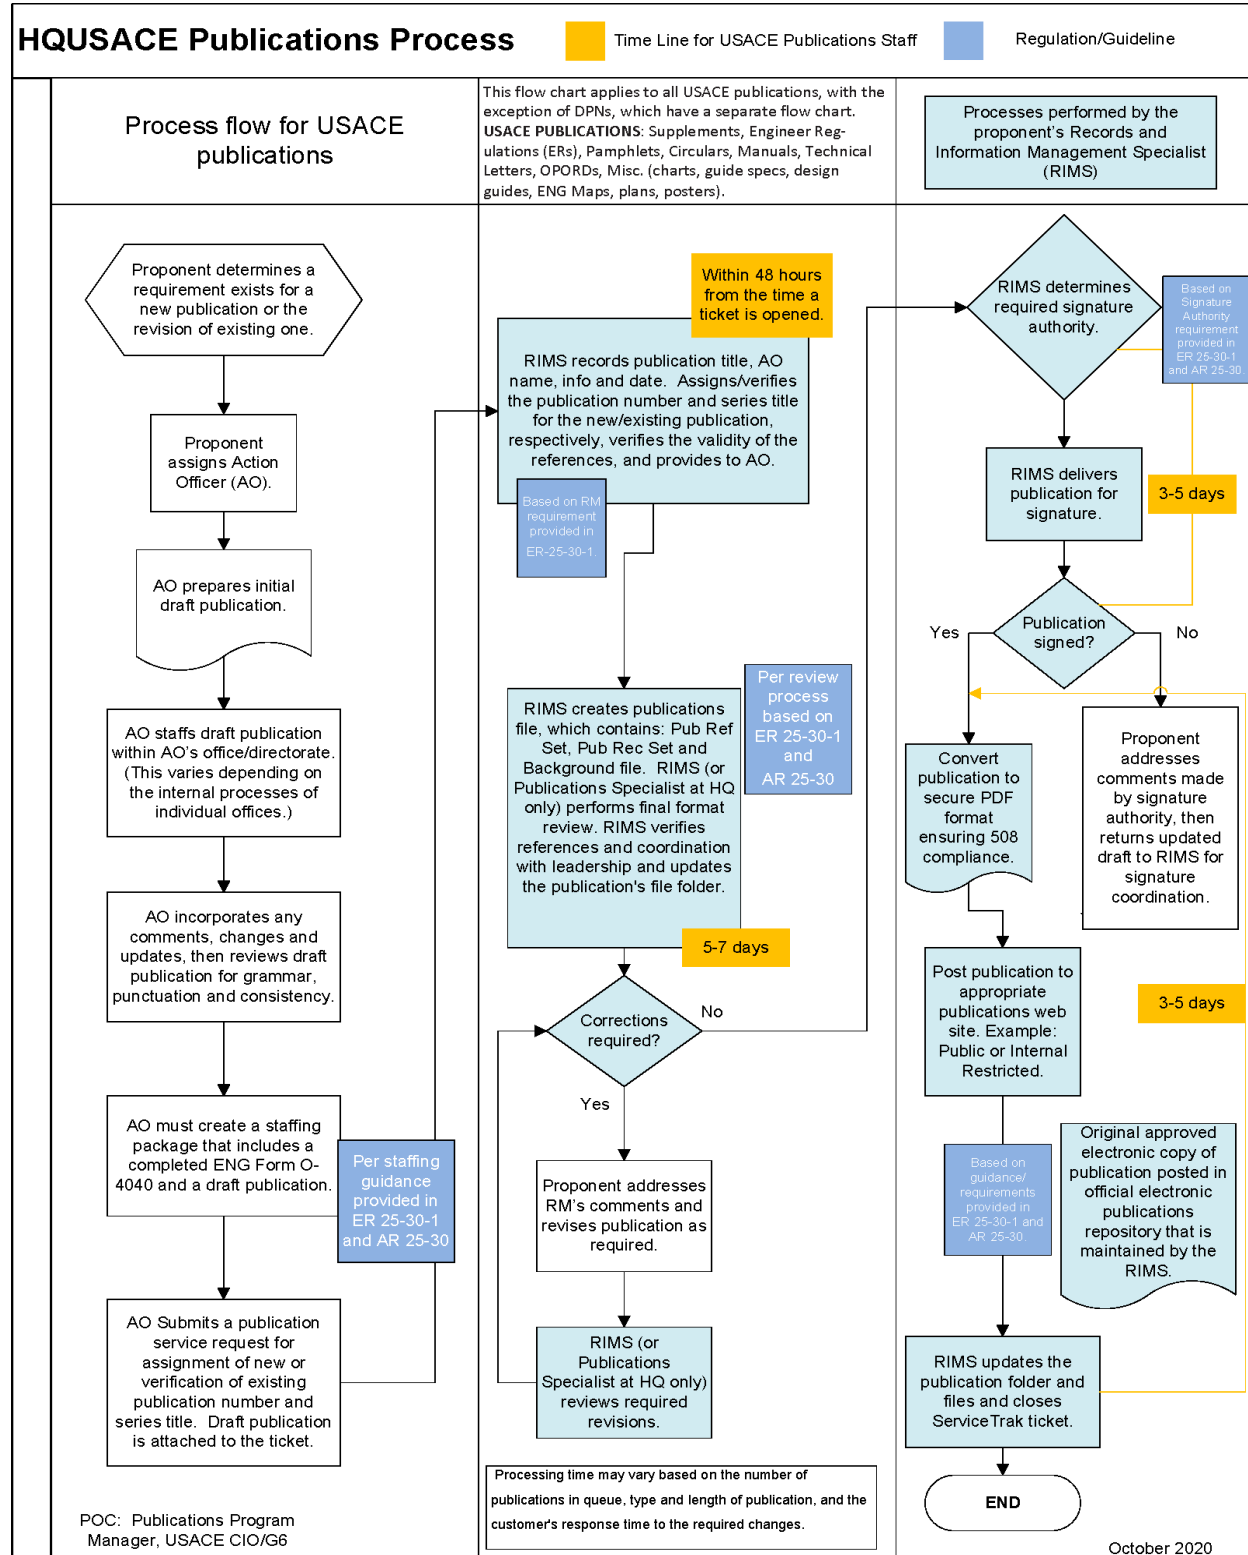 HQUSACE Publications Process
Time Line for USACE Publications Staff
Regulation/Guideline
Process flow for USACE
publications
This flow chart applies to all USACE publications, with the
exception of DPNs, which have a separate flow chart.
USACE PUBLICATIONS: Supplements, Engineer Reg-
ulations (ERs), Pamphlets, Circulars, Manuals, Technical
Letters, OPORDs, Misc. (charts, guide specs, design
guides, ENG Maps, plans, posters).
Processes performed by the
proponent's Records and
Information Management Specialist
(RIMS)
Proponent determines a
requirement exists for a
new publication or the
revision of existing one.
Proponent
assigns Action
Officer (AO).
AO prepares initial
draft publication.
AO staffs draft publication
within AO's office/directorate.
(This varies depending on
the internal processes of
individual offices.)
AO incorporates any
comments, changes and
updates, then reviews draft
publication for grammar,
punctuation and consistency.
AO must create a staffing
package that includes a
completed ENG Form O-
4040 and a draft publication.
Per staffing
guidance
provided in
ER 25-30-1
and AR 25-30
AO Submits a publication
service request for
assignment of new or
verification of existing
publication number and
series title.  Draft publication
is attached to the ticket.
POC:  Publications Program
Manager, USACE CIO/G6
Within 48 hours
from the time a
ticket is opened.
RIMS records publication title, AO
name, info and date.  Assigns/verifies
the publication number and series title
for the new/existing publication,
respectively, verifies the validity of the
references, and provides to AO.
Based on RM
requirement
provided in
ER-25-30-1.
RIMS creates publications
file, which contains: Pub Ref
Set, Pub Rec Set and
Background file.  RIMS (or
Publications Specialist at HQ
only) performs final format
review. RIMS verifies
references and coordination
with leadership and updates
the publication's file folder.
Per review
process
based on
ER 25-30-1
and
AR 25-30
5-7 days
Corrections
required?
No
Yes
Proponent addresses
RM's comments and
revises publication as
required.
RIMS (or
Publications
Specialist at HQ only)
reviews required
revisions.
Processing time may vary based on the number of
publications in queue, type and length of publication, and the
customer's response time to the required changes.
RIMS determines
required signature
authority.
Based on
Signature
Authority
requirement
provided in
ER 25-30-1
and AR 25-30.
RIMS delivers
publication for
signature.
3-5 days
Publication
signed?
Yes
No
Convert
publication to
secure PDF
format
ensuring 508
compliance.
Proponent
addresses
comments made
by signature
authority, then
returns updated
draft to RIMS for
signature
coordination.
Post publication to
appropriate
publications web
site. Example:
Public or Internal
Restricted.
3-5 days
Based on
guidance/
requirements
provided in
ER 25-30-1 and
AR 25-30.
Original approved
electronic copy of
publication posted in
official electronic
publications
repository that is
maintained by the
RIMS.
RIMS updates the
publication folder and
files and closes
ServiceTrak ticket.
END
October 2020